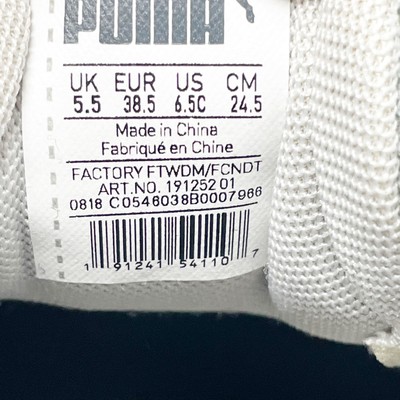 PUMA
UK EUR US CM
5.5 38.5 6.5C 24.5
Made in China
Fabriqué en Chine
FACTORY FTWDM/FCNDT
ART.NO. 191252 01
0818 C0546038B0007966
1 91241 54110 7